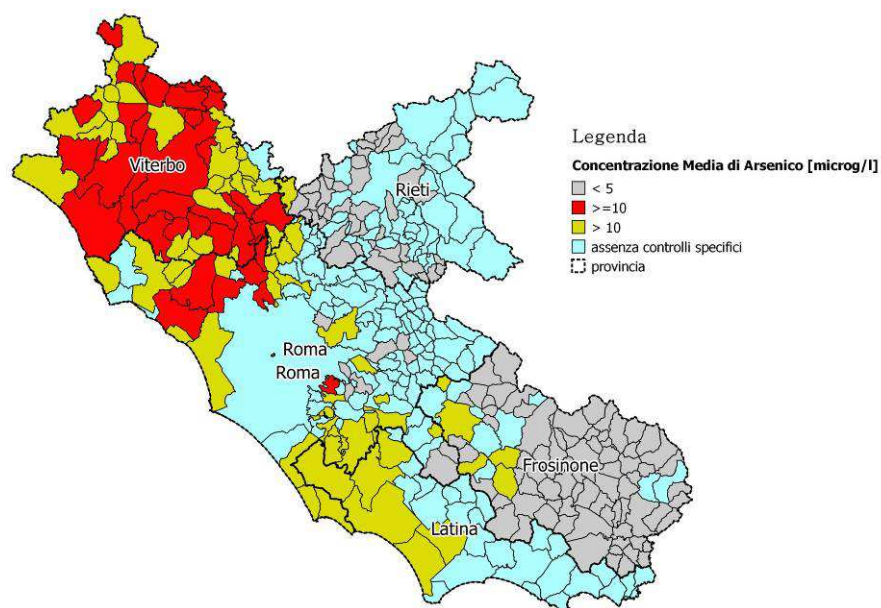 Viterbo
Rieti
Roma
Roma
Frosinone
Latina
Legenda
Concentrazione Media di Arsenico [microg/l]
< 5
>=10
> 10
assenza controlli specifici
provincia